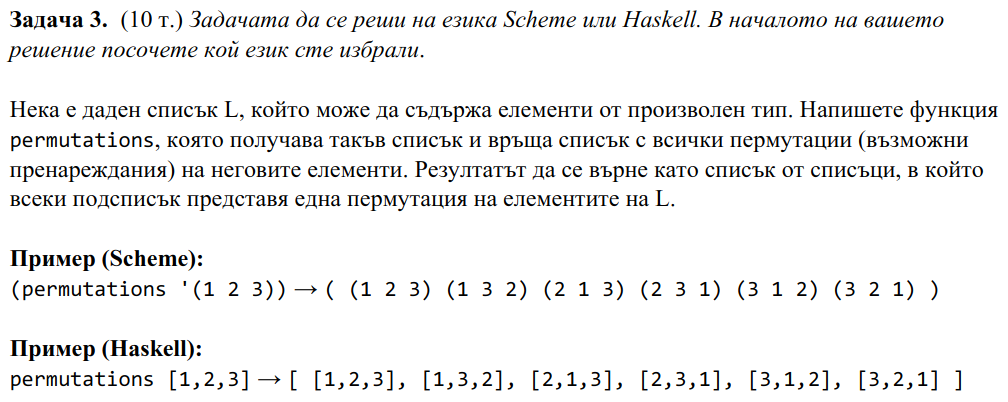 Задача 3. (10 т.) Задачата да се реши на езика Scheme или Haskell. В началото на вашето
решение посочете кой език сте избрали.
Нека е даден списък L, който може да съдържа елементи от произволен тип. Напишете функция
permutations, която получава такъв списък и връща списък с всички пермутации (възможни
пренареждания) на неговите елементи. Резултатът да се върне като списък от списъци, в който
всеки подсписък представя една пермутация на елементите на L.
Пример (Scheme):
(permutations '(1 2 3)) → ( (1 2 3) (1 3 2) (2 1 3) (2 3 1) (3 1 2) (3 2 1) )
Пример (Haskell):
permutations [1,2,3] → [ [1,2,3], [1,3,2], [2,1,3], [2,3,1], [3,1,2], [3,2,1] ]